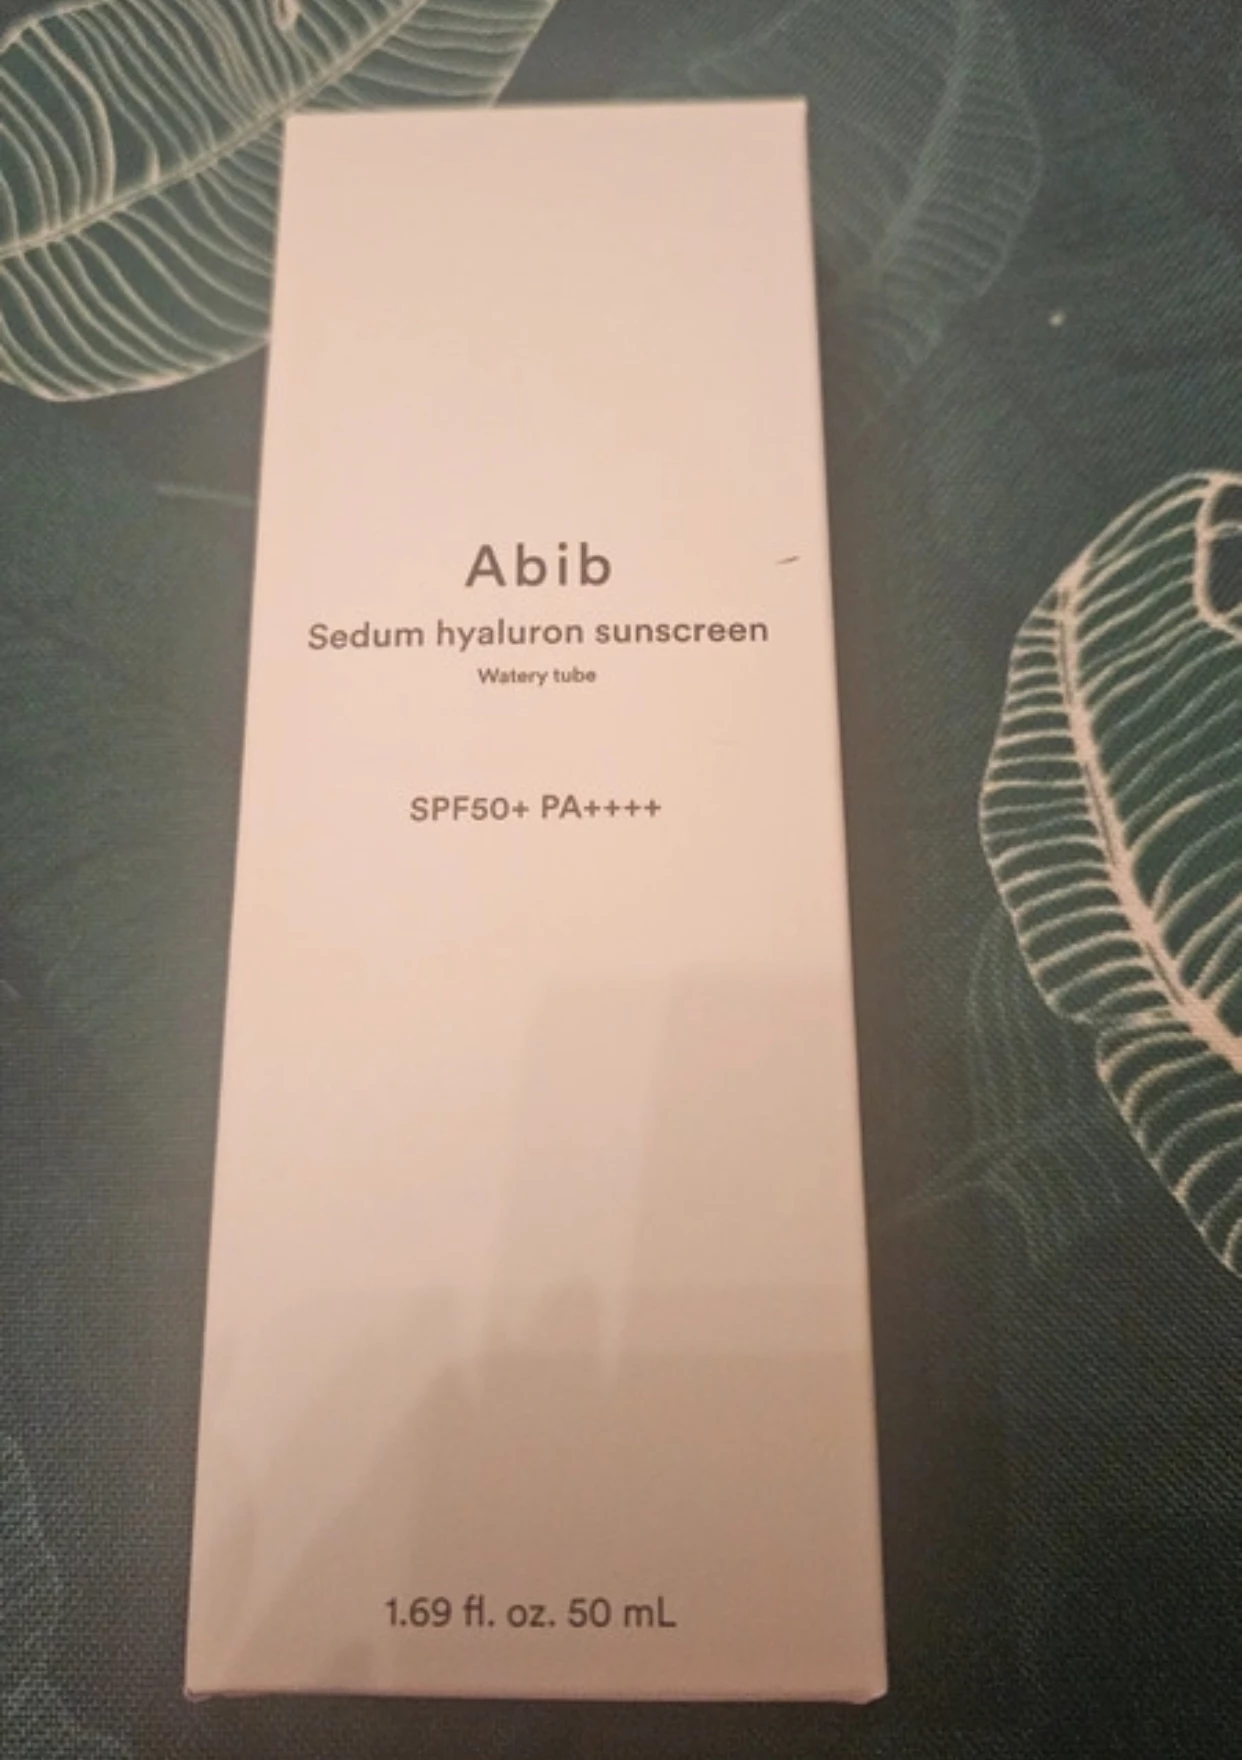 Abib
Sedum hyaluron sunscreen
Watery tube
SPF50+ PA++++
1.69 fl. oz. 50 mL